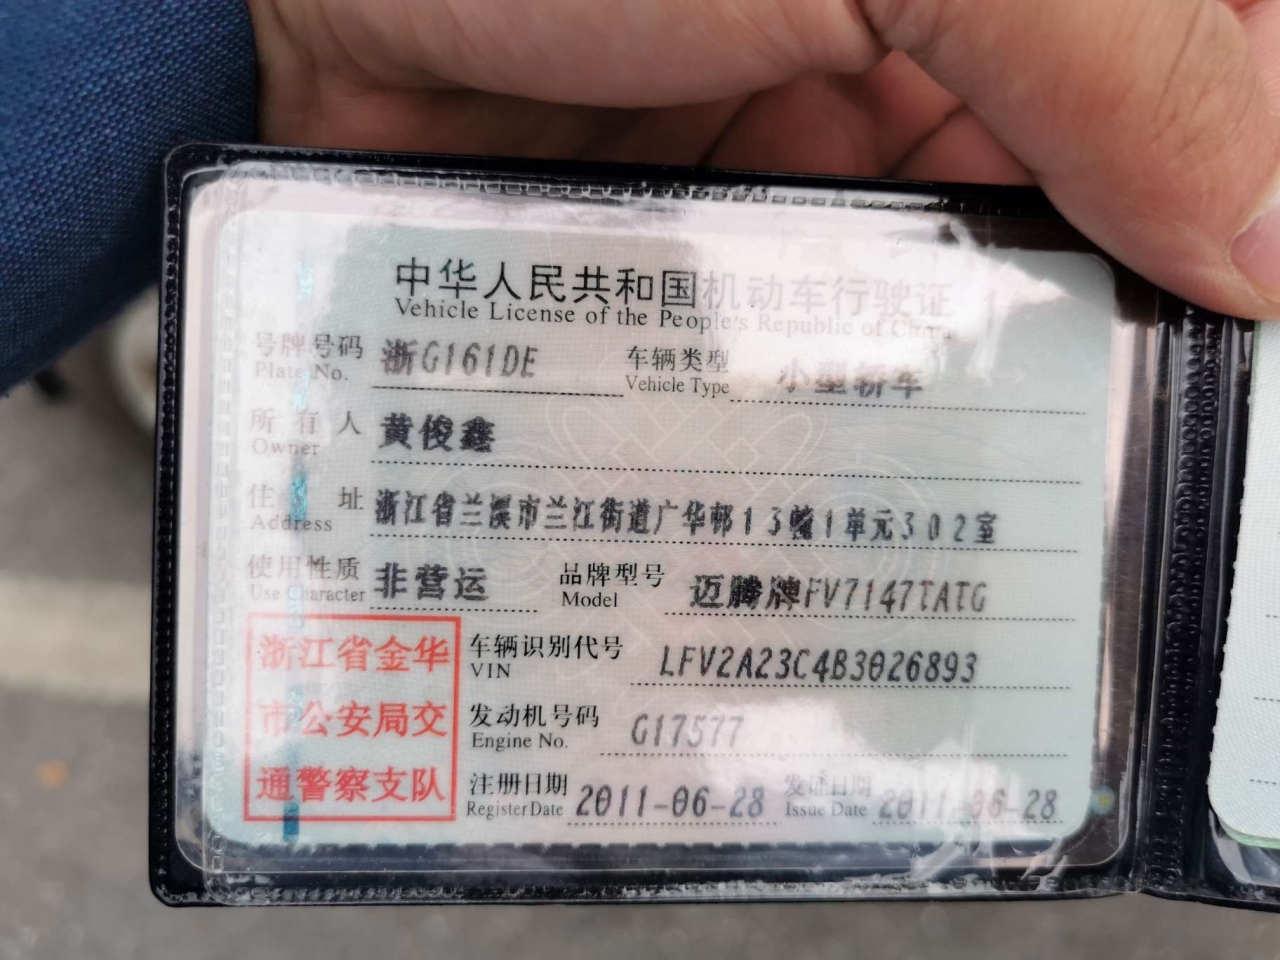 中华人民共和国机动车行驶证
Vehicle License of the People's Republic of China
号牌号码 浙G161DE 车辆类型 小型轿车
Plate No. Vehicle Type
所有人 黄俊鑫
Owner
住址 浙江省兰溪市兰江街道广华邨13幢1单元302室
Address
使用性质 非营运 品牌型号 迈腾牌FV7147TATG
Use Character Model
浙江省金华
市公安局交
通警察支队
车辆识别代号 LFV2A23C4B3026893
VIN
发动机号码 G17577
Engine No.
注册日期 2011-06-28 发证日期 2011-06-28
Register Date Issue Date